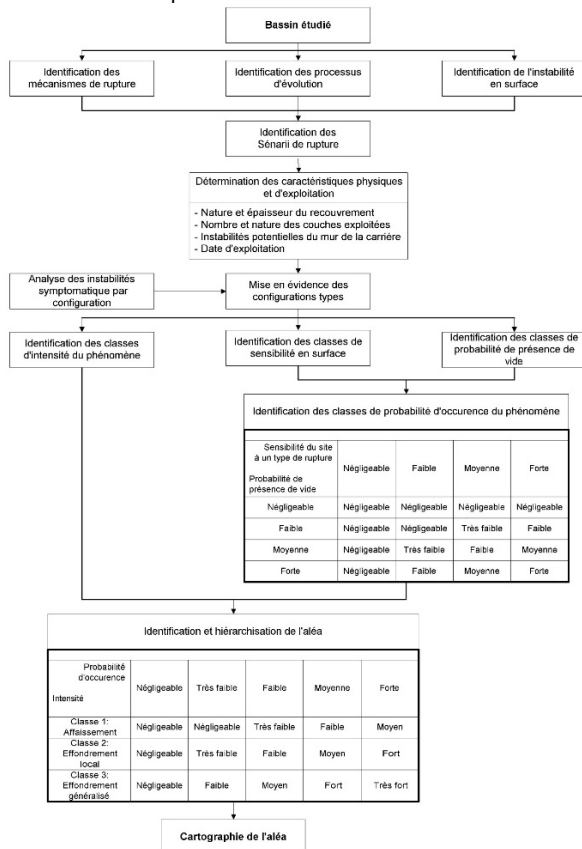 Bassin étudié
Identification des
mécanismes de rupture
Identification des processus
d'évolution
Identification de l'instabilité
en surface
Identification des
Sénarii de rupture
Détermination des caractéristiques physiques
et d'exploitation
- Nature et épaisseur du recouvrement
- Nombre et nature des couches exploitées
- Instabilités potentielles du mur de la carrière
- Date d'exploitation
Analyse des instabilités
symptomatique par
configuration
Mise en évidence des
configurations types
Identification des classes
d'intensité du phénomène
Identification des classes de
sensibilité en surface
Identification des classes de
probabilité de présence de
vide
Identification des classes de probabilité d'occurence du phénomène
Sensibilité du site
à un type de rupture
Probabilité de
présence de vide
Négligeable Faible Moyenne Forte
Négligeable Négligeable Négligeable Négligeable Négligeable
Faible Négligeable Négligeable Très faible Faible
Moyenne Négligeable Très faible Faible Moyenne
Forte Négligeable Faible Moyenne Forte
Identification et hiérarchisation de l'aléa
Probabilité
d'occurence
Intensité
Négligeable Très faible Faible Moyenne Forte
Classe 1:
Affaissement
Négligeable Négligeable Très faible Faible Moyen
Classe 2:
Effondrement
local
Négligeable Très faible Faible Moyen Fort
Classe 3:
Effondrement
généralisé
Négligeable Faible Moyen Fort Très fort
Cartographie de l'aléa